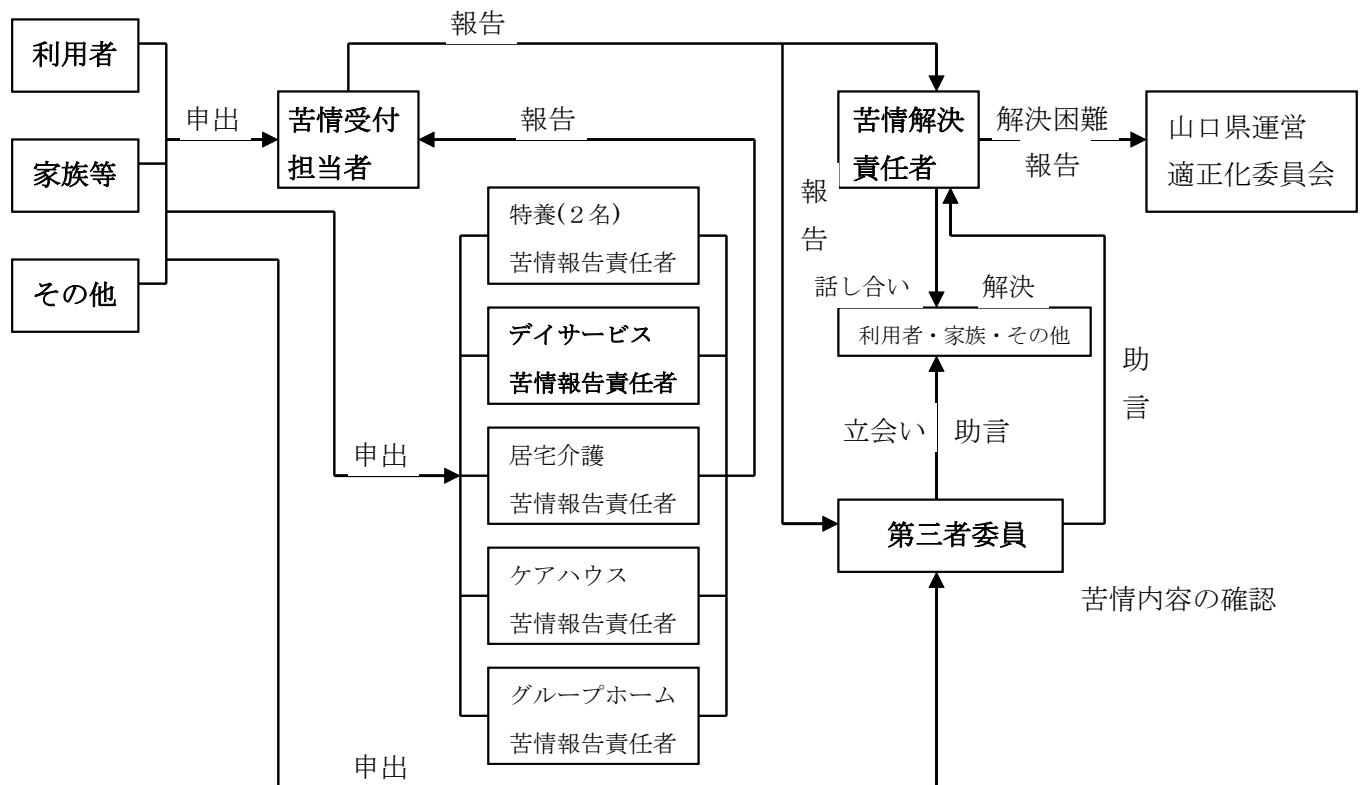 報告
利用者
申出
苦情受付
担当者
報告
苦情解決
責任者
解決困難
報告
山口県運営
適正化委員会
家族等
その他
特養(２名)
苦情報告責任者
デイサービス
苦情報告責任者
居宅介護
苦情報告責任者
ケアハウス
苦情報告責任者
グループホーム
苦情報告責任者
申出
申出
報
告
話し合い
解決
利用者・家族・その他
立会い
助言
助
言
第三者委員
苦情内容の確認